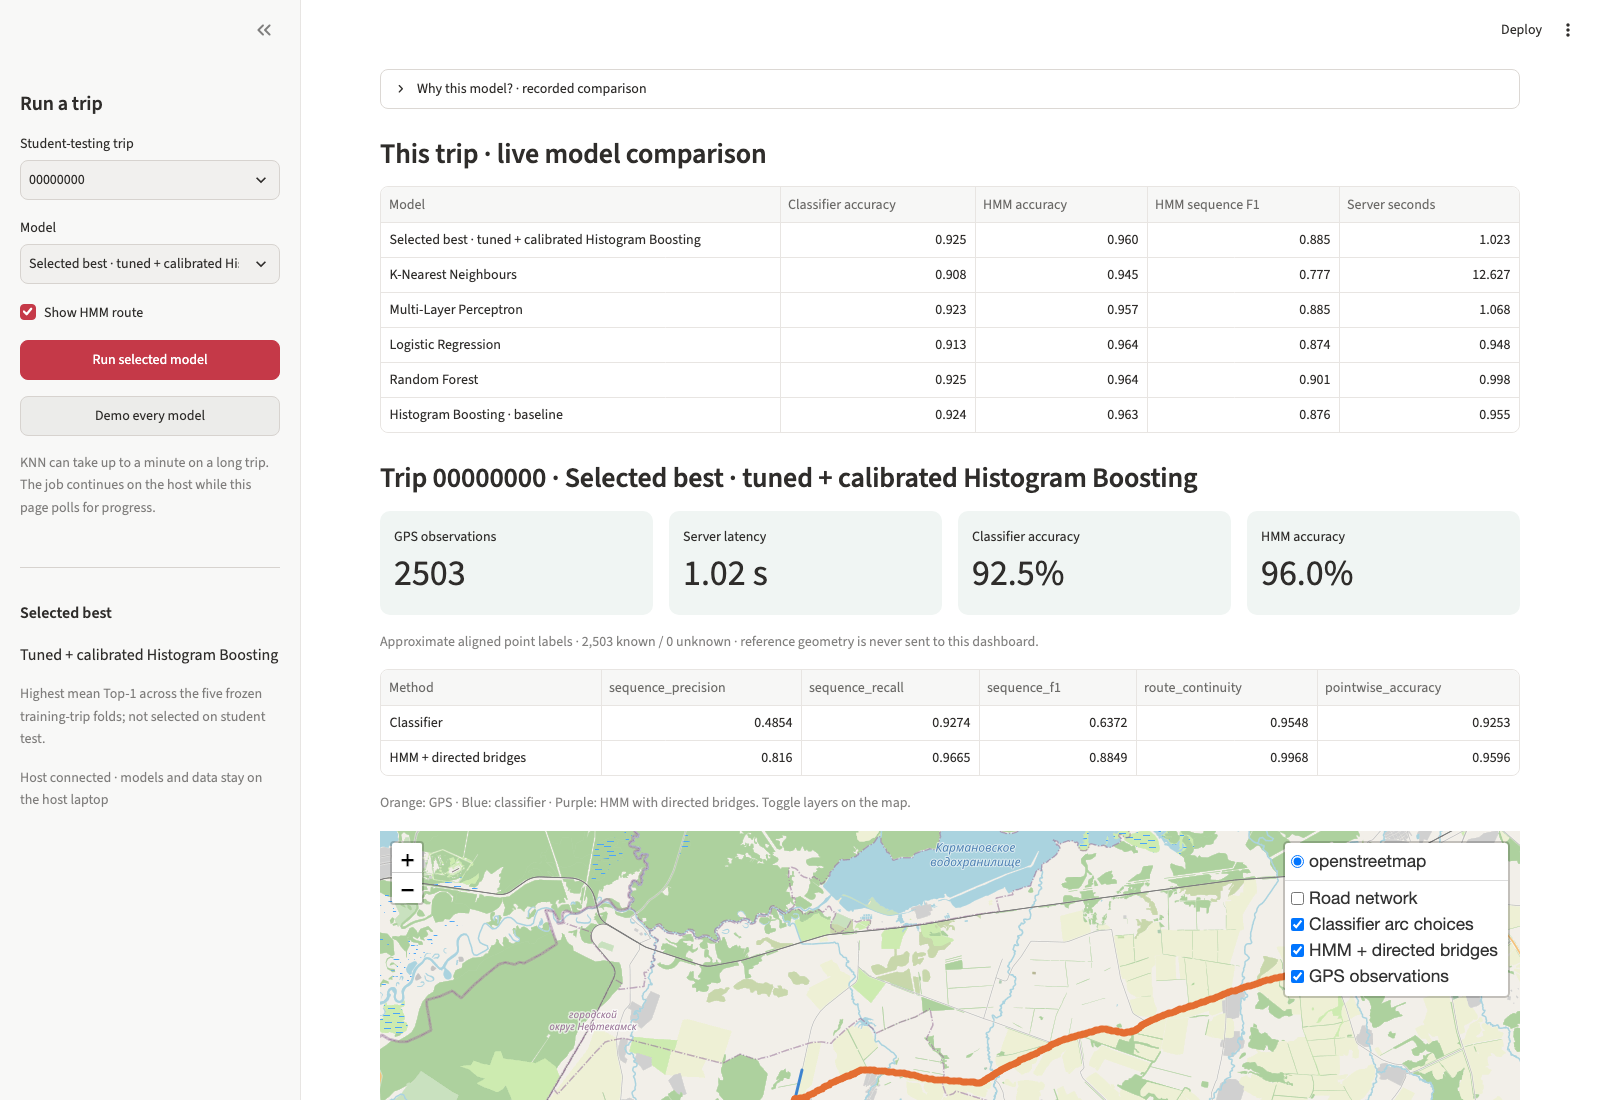 Deploy
Run a trip
Student-testing trip
00000000
Model
Selected best · tuned + calibrated Hi
Show HMM route
Run selected model
Demo every model
KNN can take up to a minute on a long trip.
The job continues on the host while this
page polls for progress.
Selected best
Tuned + calibrated Histogram Boosting
Highest mean Top-1 across the five frozen
training-trip folds; not selected on student
test.
Host connected · models and data stay on
the host laptop
Why this model? · recorded comparison
This trip · live model comparison
Model Classifier accuracy HMM accuracy HMM sequence F1 Server seconds
Selected best · tuned + calibrated Histogram Boosting 0.925 0.960 0.885 1.023
K-Nearest Neighbours 0.908 0.945 0.777 12.627
Multi-Layer Perceptron 0.923 0.957 0.885 1.068
Logistic Regression 0.913 0.964 0.874 0.948
Random Forest 0.925 0.964 0.901 0.998
Histogram Boosting · baseline 0.924 0.963 0.876 0.955
Trip 00000000 · Selected best · tuned + calibrated Histogram Boosting
GPS observations Server latency Classifier accuracy HMM accuracy
2503 1.02 s 92.5% 96.0%
Approximate aligned point labels · 2,503 known / 0 unknown · reference geometry is never sent to this dashboard.
Method sequence_precision sequence_recall sequence_f1 route_continuity pointwise_accuracy
Classifier 0.4854 0.9274 0.6372 0.9548 0.9253
HMM + directed bridges 0.816 0.9665 0.8849 0.9968 0.9596
Orange: GPS · Blue: classifier · Purple: HMM with directed bridges. Toggle layers on the map.
+
−
Кармановское
водохранилище
городской
округ Нефтекамск
openstreetmap
Road network
Classifier arc choices
HMM + directed bridges
GPS observations